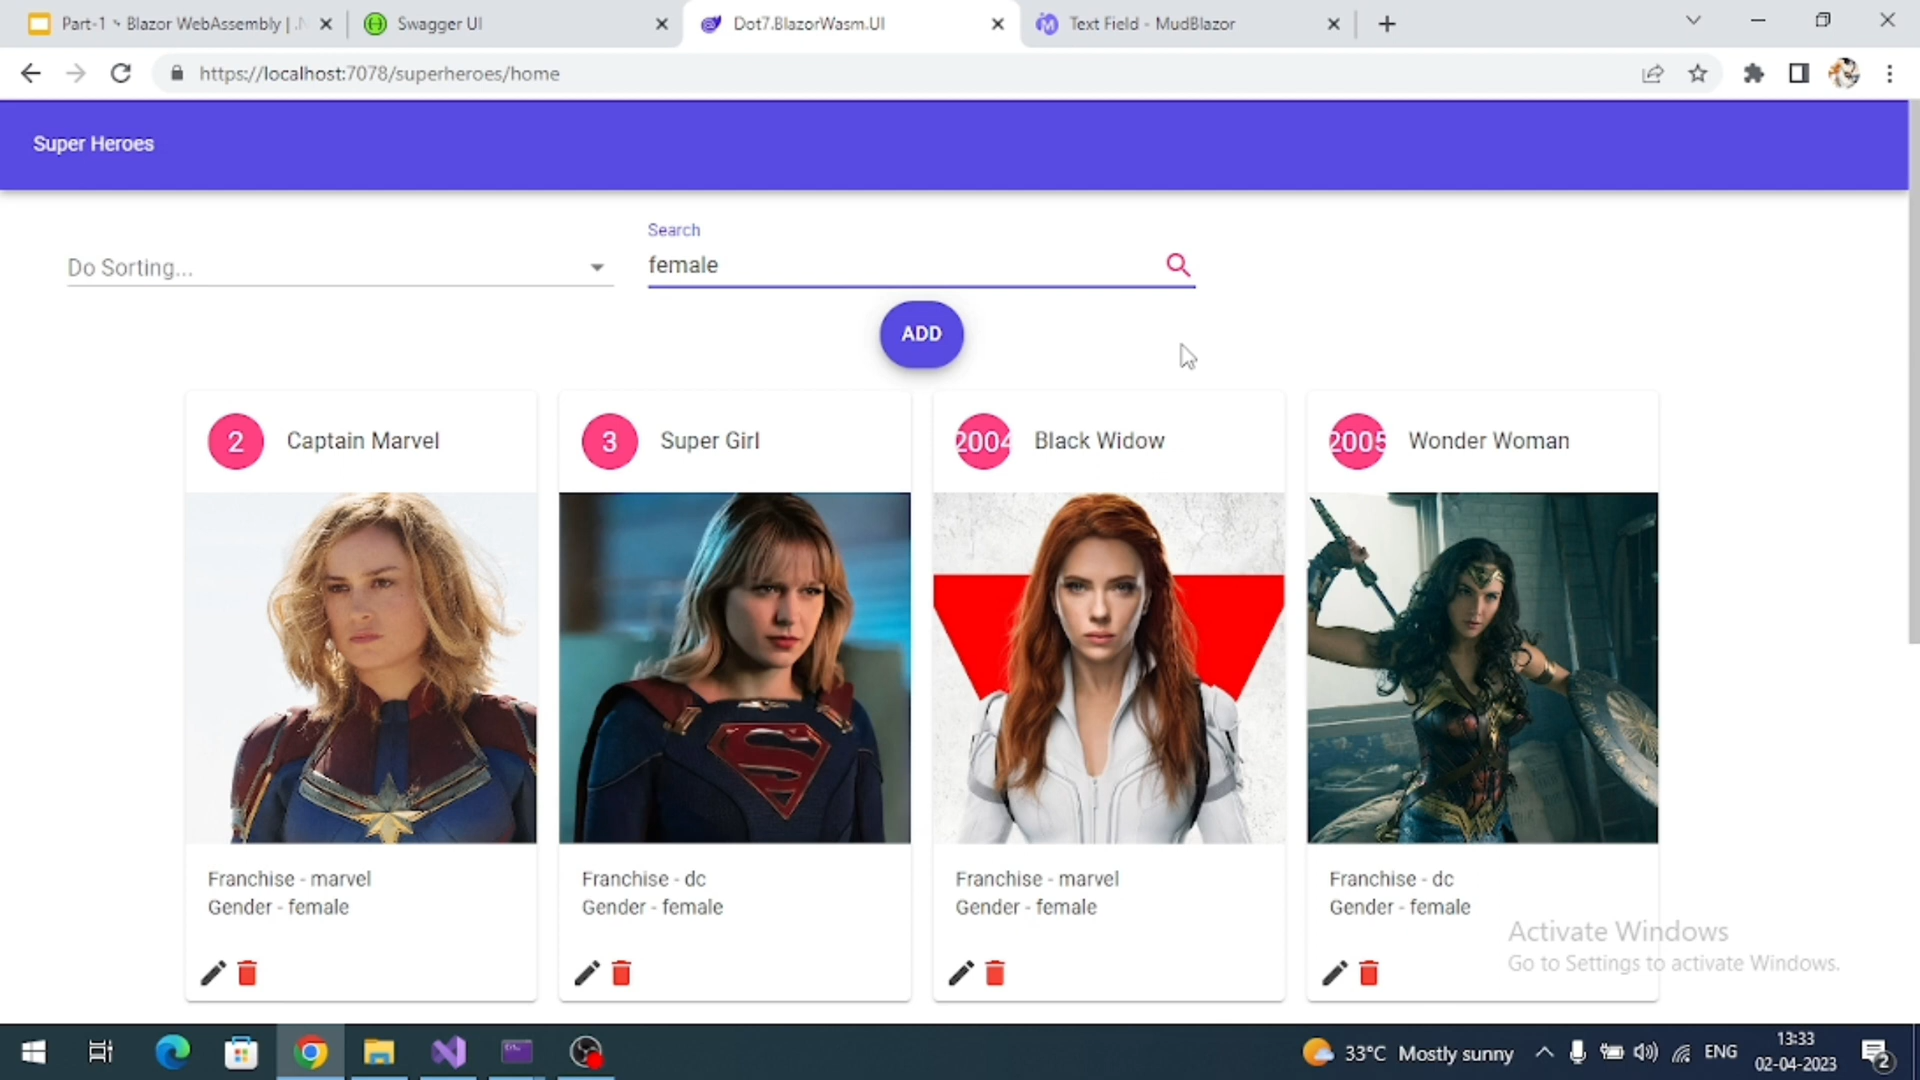 Part-1 - Blazor WebAssembly | .N
Swagger UI
Dot7.BlazorWasm.UI
Text Field - MudBlazor
https://localhost:7078/superheroes/home
Super Heroes
Do Sorting...
Search
female
ADD
2 Captain Marvel
3 Super Girl
2004 Black Widow
2005 Wonder Woman
Franchise - marvel
Gender - female
Franchise - dc
Gender - female
Franchise - marvel
Gender - female
Franchise - dc
Gender - female
Activate Windows
Go to Settings to activate Windows.
33°C Mostly sunny
ENG
13:33
02-04-2023
2